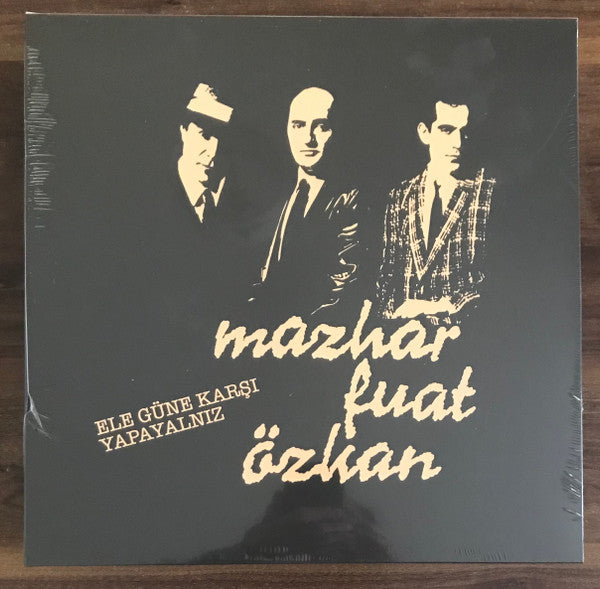 mazhar
fuat
özkan
ELE GÜNE KARŞI
YAPAYALNIZ